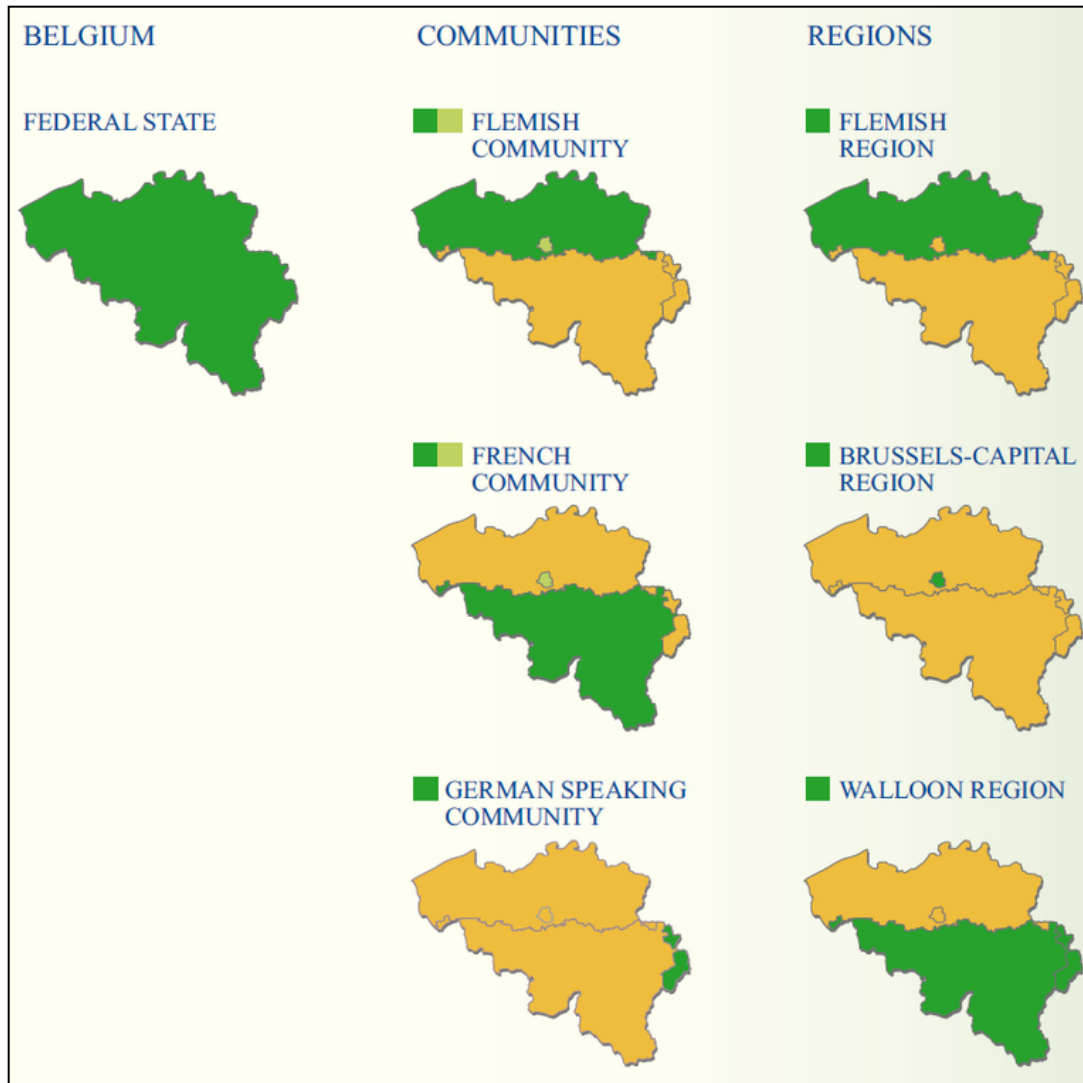 BELGIUM
COMMUNITIES
REGIONS
FEDERAL STATE
FLEMISH
COMMUNITY
FLEMISH
REGION
FRENCH
COMMUNITY
BRUSSELS-CAPITAL
REGION
GERMAN SPEAKING
COMMUNITY
WALLOON REGION